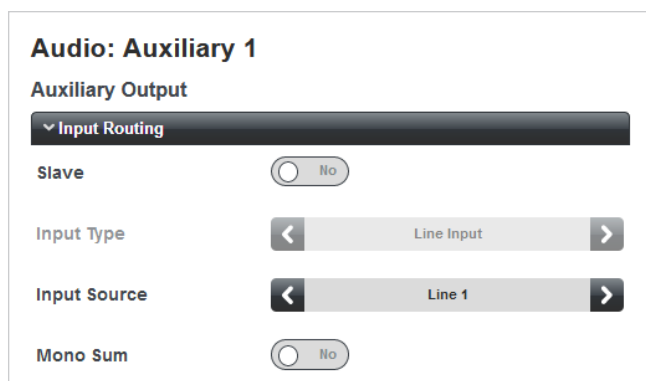 Audio: Auxiliary 1
Auxiliary Output
Input Routing
Slave No
Input Type Line Input
Input Source Line 1
Mono Sum No